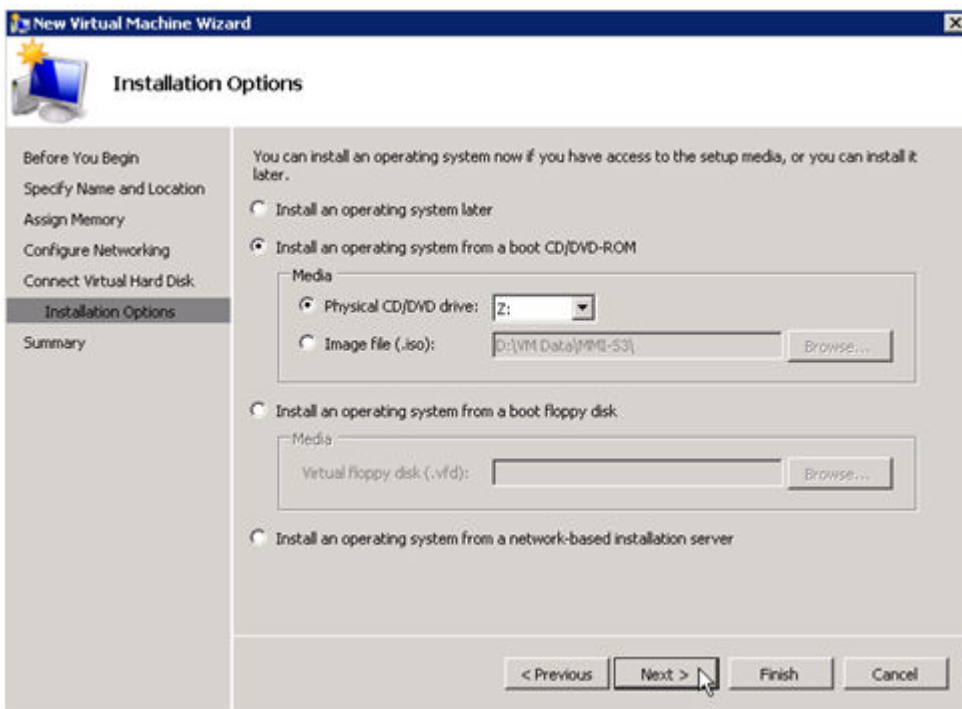 New Virtual Machine Wizard
Installation Options
Before You Begin
Specify Name and Location
Assign Memory
Configure Networking
Connect Virtual Hard Disk
Installation Options
Summary
You can install an operating system now if you have access to the setup media, or you can install it
later.
Install an operating system later
Install an operating system from a boot CD/DVD-ROM
Media
Physical CD/DVD drive: Z:
Image file (.iso): D:\VM Data\MMI-S3\ Browse...
Install an operating system from a boot floppy disk
Media
Virtual floppy disk (.vfd): Browse...
Install an operating system from a network-based installation server
< Previous Next > Finish Cancel